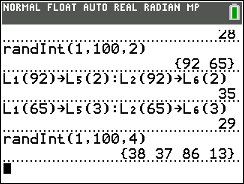 NORMAL FLOAT AUTO REAL RADIAN MP
28
randInt(1,100,2)
{92 65}
L₁(92)→L₅(2):L₂(92)→L₆(2)
35
L₁(65)→L₅(3):L₂(65)→L₆(3)
29
randInt(1,100,4)
{38 37 86 13}